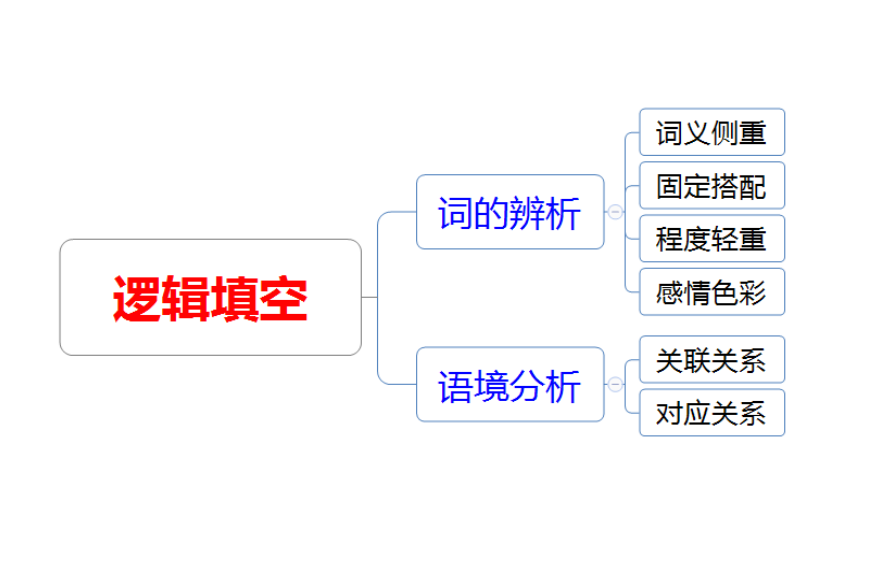 逻辑填空
词的辨析
词义侧重
固定搭配
程度轻重
感情色彩
语境分析
关联关系
对应关系